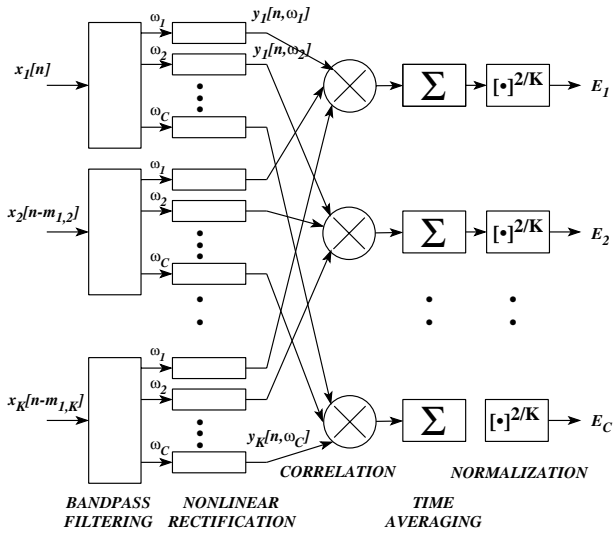 ω1 y1[n,ω1]
x1[n] ω2 y1[n,ω2]
Σ [•]2/K E1
ωC
ω1
x2[n-m1,2] ω2
Σ [•]2/K E2
ωC
ω1
xK[n-m1,K] ω2
Σ [•]2/K EC
ωC yK[n,ωC]
CORRELATION NORMALIZATION
BANDPASS NONLINEAR TIME
FILTERING RECTIFICATION AVERAGING